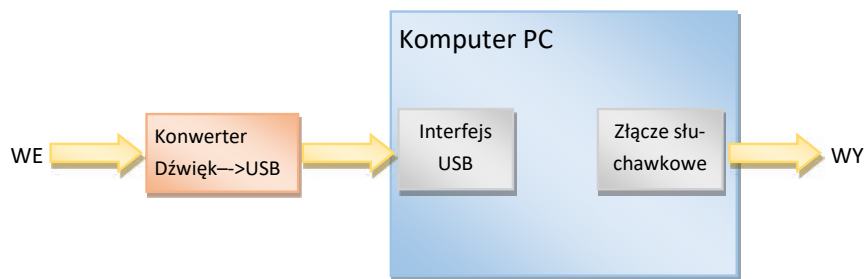 Komputer PC
WE
Konwerter
Dźwięk–->USB
Interfejs
USB
Złącze słu-
chawkowe
WY